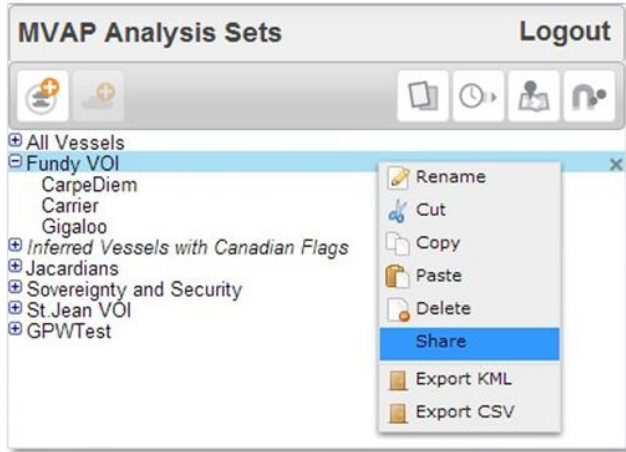 MVAP Analysis Sets Logout
All Vessels
Fundy VOI
CarpeDiem
Carrier
Gigaloo
Inferred Vessels with Canadian Flags
Jacardians
Sovereignty and Security
St.Jean VOI
GPWTest
Rename
Cut
Copy
Paste
Delete
Share
Export KML
Export CSV